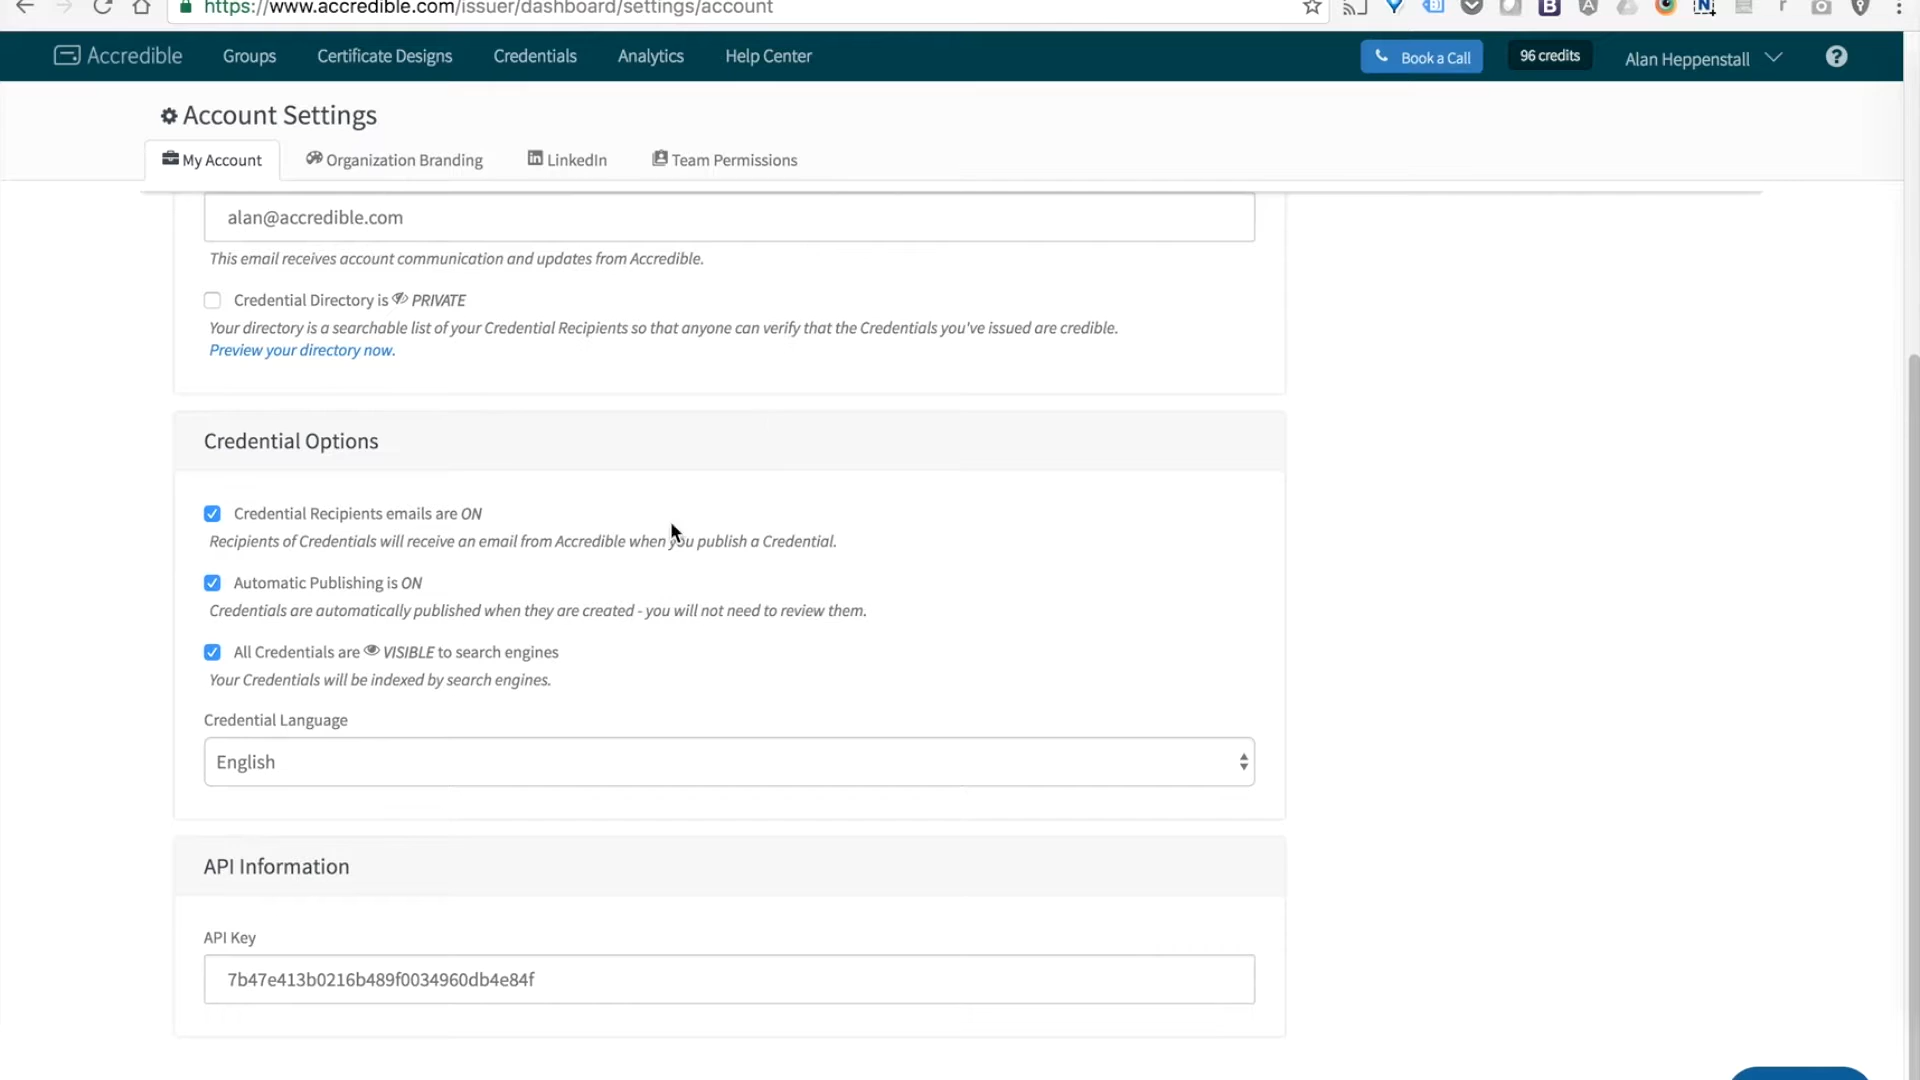 https://www.accredible.com/issuer/dashboard/settings/account
Accredible Groups Certificate Designs Credentials Analytics Help Center Book a Call 96 credits Alan Heppenstall
Account Settings
My Account Organization Branding LinkedIn Team Permissions
alan@accredible.com
This email receives account communication and updates from Accredible.
Credential Directory is PRIVATE
Your directory is a searchable list of your Credential Recipients so that anyone can verify that the Credentials you've issued are credible.
Preview your directory now.
Credential Options
Credential Recipients emails are ON
Recipients of Credentials will receive an email from Accredible when you publish a Credential.
Automatic Publishing is ON
Credentials are automatically published when they are created - you will not need to review them.
All Credentials are VISIBLE to search engines
Your Credentials will be indexed by search engines.
Credential Language
English
API Information
API Key
7b47e413b0216b489f0034960db4e84f